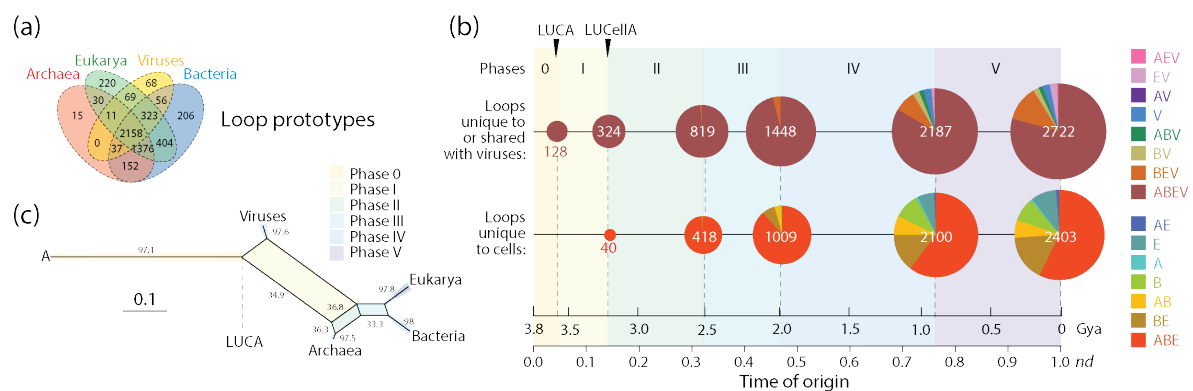 (a)
Eukarya Viruses
Archaea Bacteria
220 68
30 69 56
15 11 323 206
2158
0 37 1376 404
152
Loop prototypes
Phase 0
Phase I
Phase II
Phase III
Phase IV
Phase V
(c)
Viruses
97.6
A 97.1
34.9
36.8
97.8 Eukarya
0.1
36.3 33.3
97.5 98 Bacteria
LUCA Archaea
(b)
LUCA LUCellA
Phases 0 I II III IV V
Loops
unique to
or shared
with viruses:
128 324 819 1448 2187 2722
Loops
unique
to cells:
40 418 1009 2100 2403
3.8 3.5 3.0 2.5 2.0 1.5 1.0 0.5 0 Gya
0.0 0.1 0.2 0.3 0.4 0.5 0.6 0.7 0.8 0.9 1.0 nd
Time of origin
AEV
EV
AV
V
ABV
BV
BEV
ABEV
AE
E
A
B
AB
BE
ABE